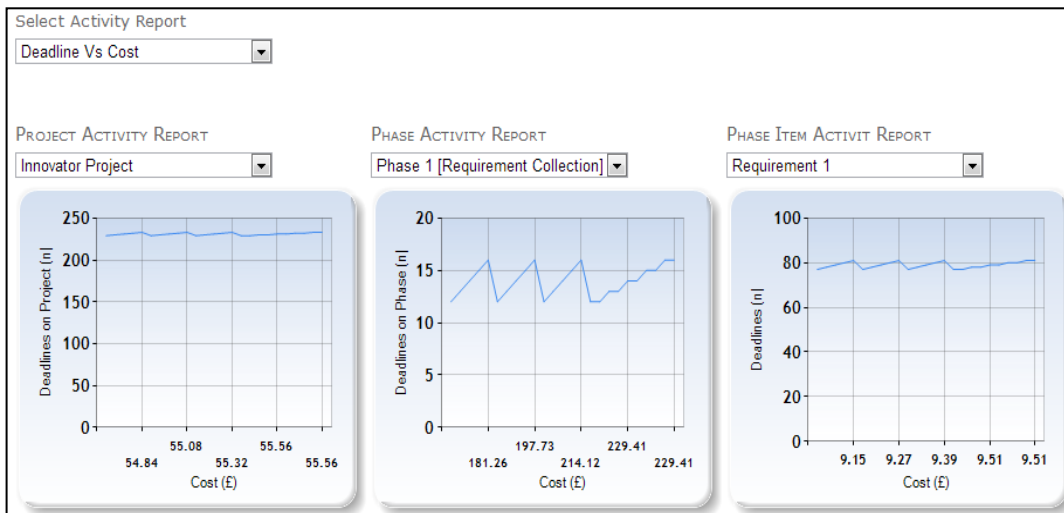 Select Activity Report
Deadline Vs Cost
PROJECT ACTIVITY REPORT
Innovator Project
250
200
150
100
50
0
Deadlines on Project [n]
55.08 55.56
54.84 55.32 55.56
Cost (£)
PHASE ACTIVITY REPORT
Phase 1 [Requirement Collection]
20
15
10
5
0
Deadlines on Phase [n]
197.73 229.41
181.26 214.12 229.41
Cost (£)
PHASE ITEM ACTIVIT REPORT
Requirement 1
100
80
60
40
20
0
Deadlines [n]
9.15 9.27 9.39 9.51 9.51
Cost (£)